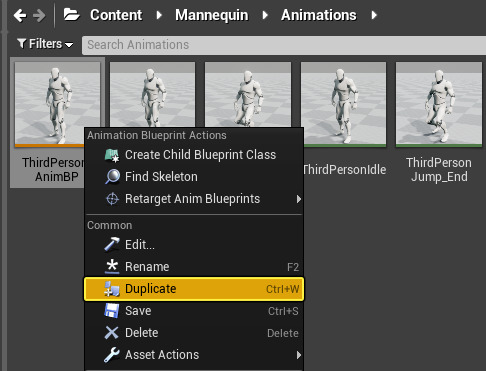 Content
Mannequin
Animations
Filters
Search Animations
ThirdPerson
AnimBP
ThirdPersonIdle
ThirdPerson
Jump_End
Animation Blueprint Actions
Create Child Blueprint Class
Find Skeleton
Retarget Anim Blueprints
Common
Edit...
Rename F2
Duplicate Ctrl+W
Save Ctrl+S
Delete Delete
Asset Actions